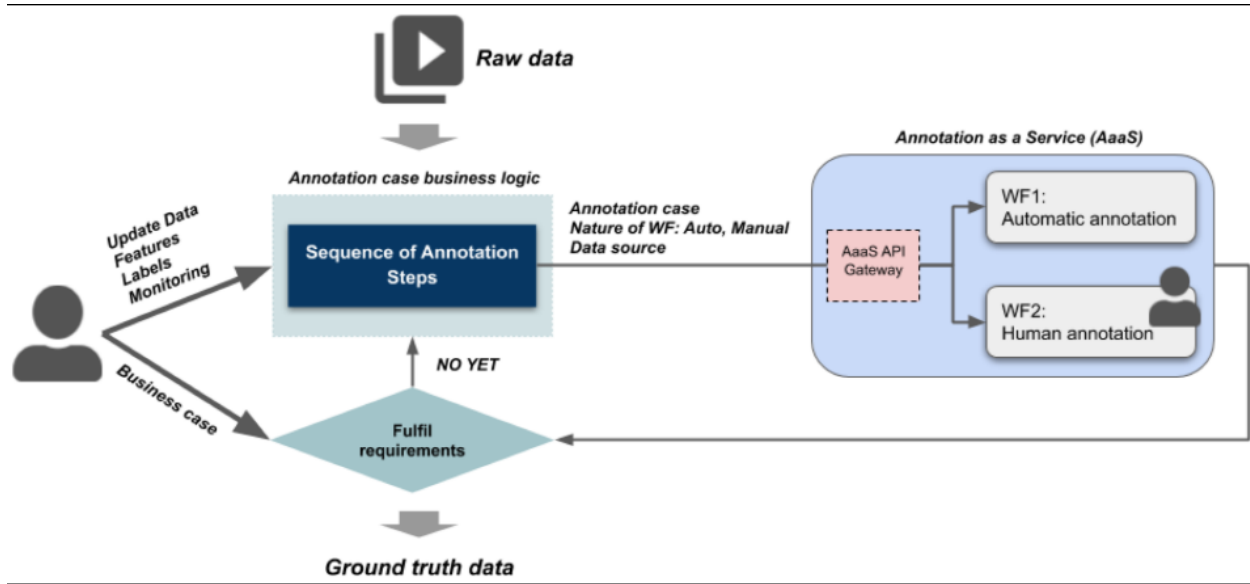 Raw data
Annotation as a Service (AaaS)
Annotation case business logic
Update Data
Features
Labels
Monitoring
Sequence of Annotation
Steps
Annotation case
Nature of WF: Auto, Manual
Data source
AaaS API
Gateway
WF1:
Automatic annotation
WF2:
Human annotation
NO YET
Business case
Fulfil
requirements
Ground truth data